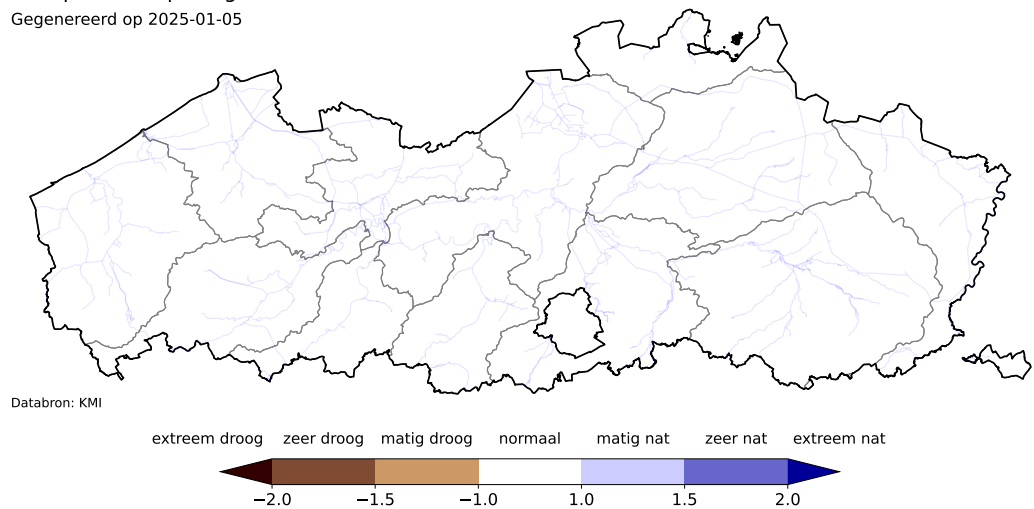 Gegenereerd op 2025-01-05
Databron: KMI
extreem droog zeer droog matig droog normaal matig nat zeer nat extreem nat
−2.0 −1.5 −1.0 1.0 1.5 2.0